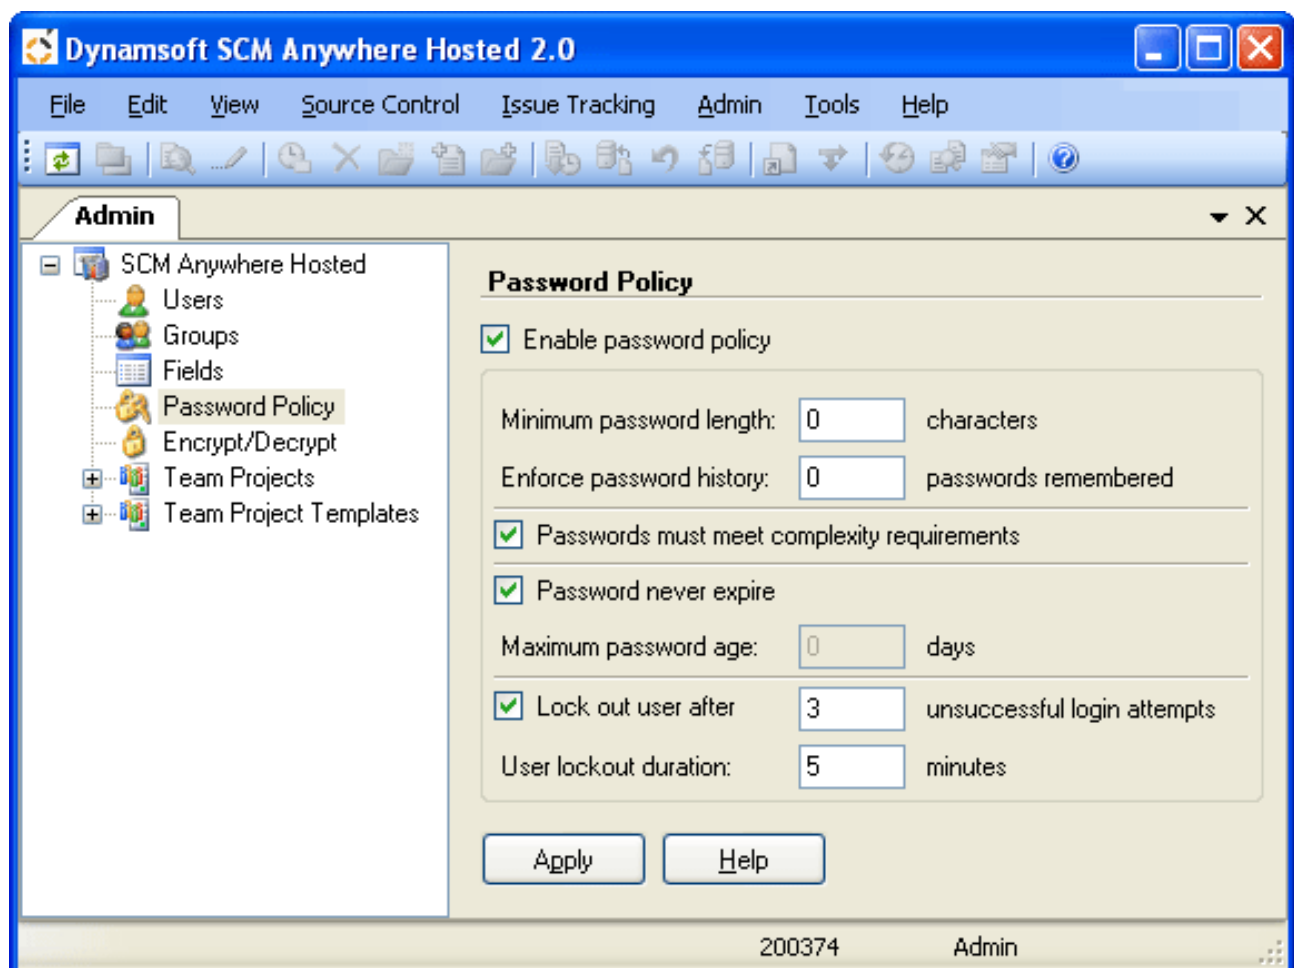 Dynamsoft SCM Anywhere Hosted 2.0
File Edit View Source Control Issue Tracking Admin Tools Help
Admin
SCM Anywhere Hosted
Users
Groups
Fields
Password Policy
Encrypt/Decrypt
Team Projects
Team Project Templates
Password Policy
Enable password policy
Minimum password length: 0 characters
Enforce password history: 0 passwords remembered
Passwords must meet complexity requirements
Password never expire
Maximum password age: 0 days
Lock out user after 3 unsuccessful login attempts
User lockout duration: 5 minutes
Apply Help
200374 Admin